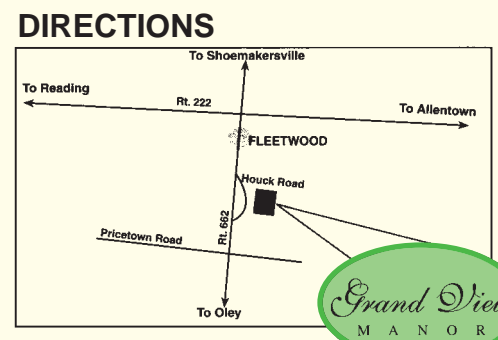 DIRECTIONS
To Shoemakersville
To Reading
Rt. 222
To Allentown
FLEETWOOD
Houck Road
Rt. 662
Pricetown Road
To Oley
Grand View
MANOR